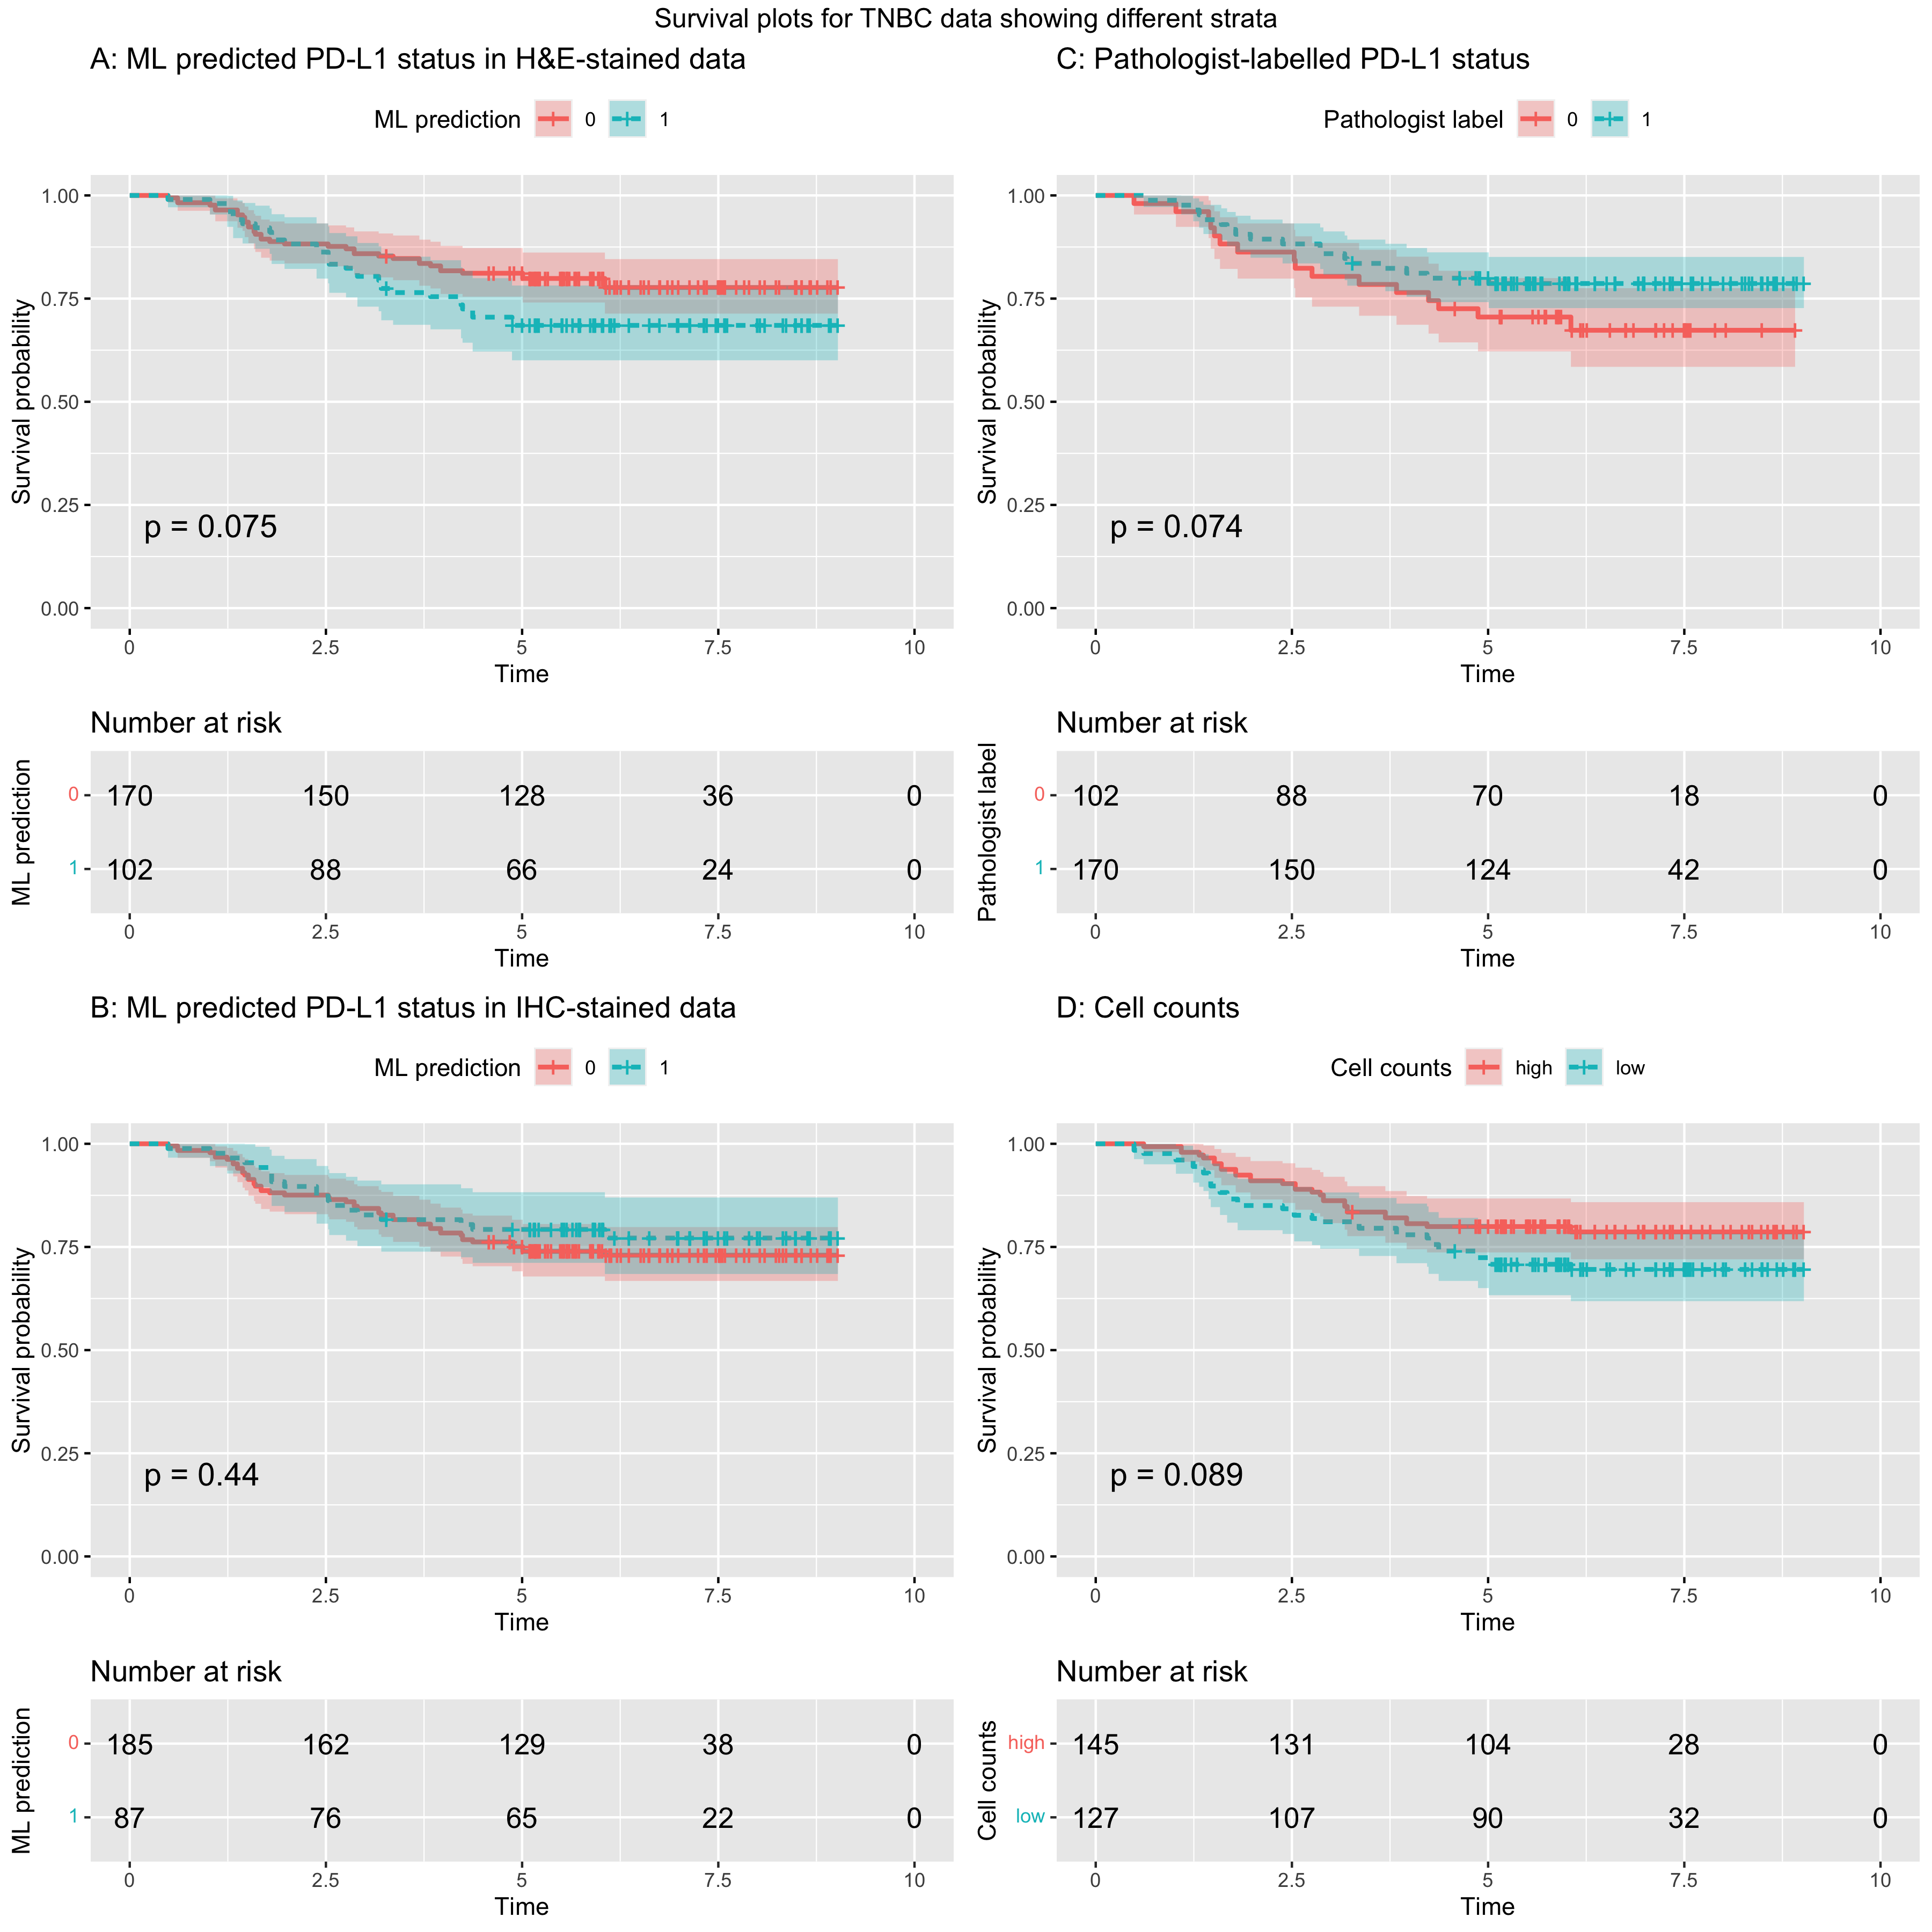 Survival plots for TNBC data showing different strata
A: ML predicted PD-L1 status in H&E-stained data
ML prediction 0 1
Survival probability
1.00
0.75
0.50
0.25
0.00
p = 0.075
0 2.5 5 7.5 10
Time
Number at risk
ML prediction
0 170 150 128 36 0
1 102 88 66 24 0
0 2.5 5 7.5 10
Time
C: Pathologist-labelled PD-L1 status
Pathologist label 0 1
Survival probability
1.00
0.75
0.50
0.25
0.00
p = 0.074
0 2.5 5 7.5 10
Time
Number at risk
Pathologist label
0 102 88 70 18 0
1 170 150 124 42 0
0 2.5 5 7.5 10
Time
B: ML predicted PD-L1 status in IHC-stained data
ML prediction 0 1
Survival probability
1.00
0.75
0.50
0.25
0.00
p = 0.44
0 2.5 5 7.5 10
Time
Number at risk
ML prediction
0 185 162 129 38 0
1 87 76 65 22 0
0 2.5 5 7.5 10
Time
D: Cell counts
Cell counts high low
Survival probability
1.00
0.75
0.50
0.25
0.00
p = 0.089
0 2.5 5 7.5 10
Time
Number at risk
Cell counts
high 145 131 104 28 0
low 127 107 90 32 0
0 2.5 5 7.5 10
Time